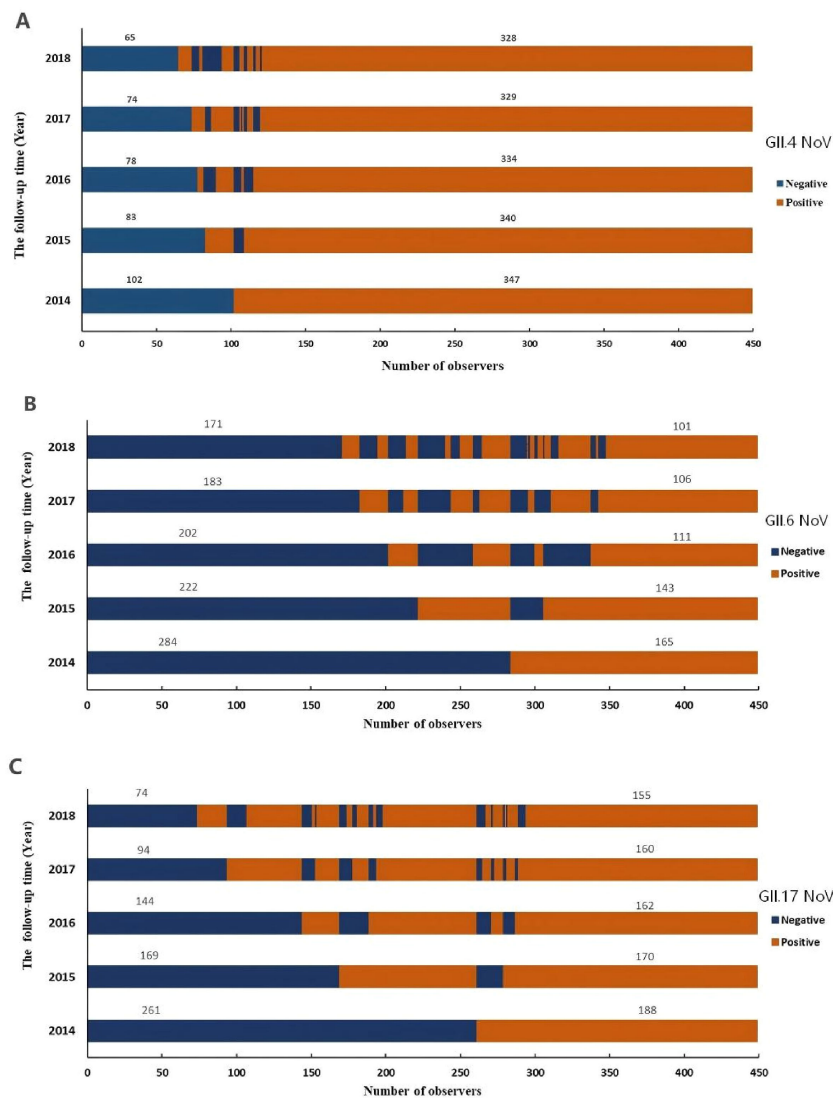 A
65 328
2018
74 329
2017
78 334
2016
83 340
2015
102 347
2014
The follow-up time (Year)
GII.4 NoV
Negative
Positive
0 50 100 150 200 250 300 350 400 450
Number of observers
B
171 101
2018
183 106
2017
202 111
2016
222 143
2015
284 165
2014
The follow-up time (Year)
GII.6 NoV
Negative
Positive
0 50 100 150 200 250 300 350 400 450
Number of observers
C
74 155
2018
94 160
2017
144 162
2016
169 170
2015
261 188
2014
The follow-up time (Year)
GII.17 NoV
Negative
Positive
0 50 100 150 200 250 300 350 400 450
Number of observers